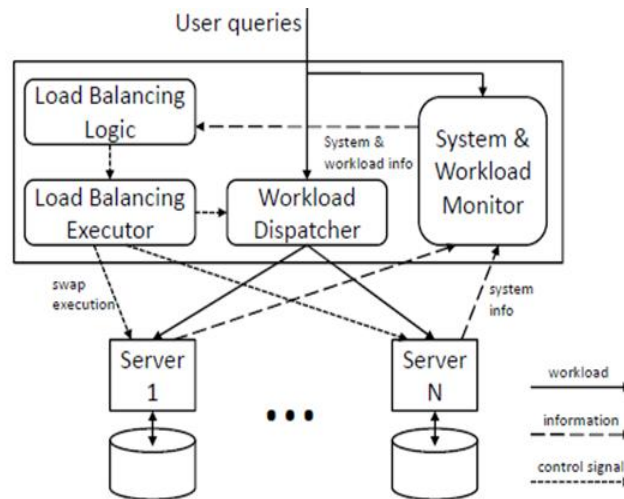 User queries
Load Balancing
Logic
System &
workload info
System &
Workload
Monitor
Load Balancing
Executor
Workload
Dispatcher
swap
execution
system
info
Server
1
Server
N
workload
information
control signal